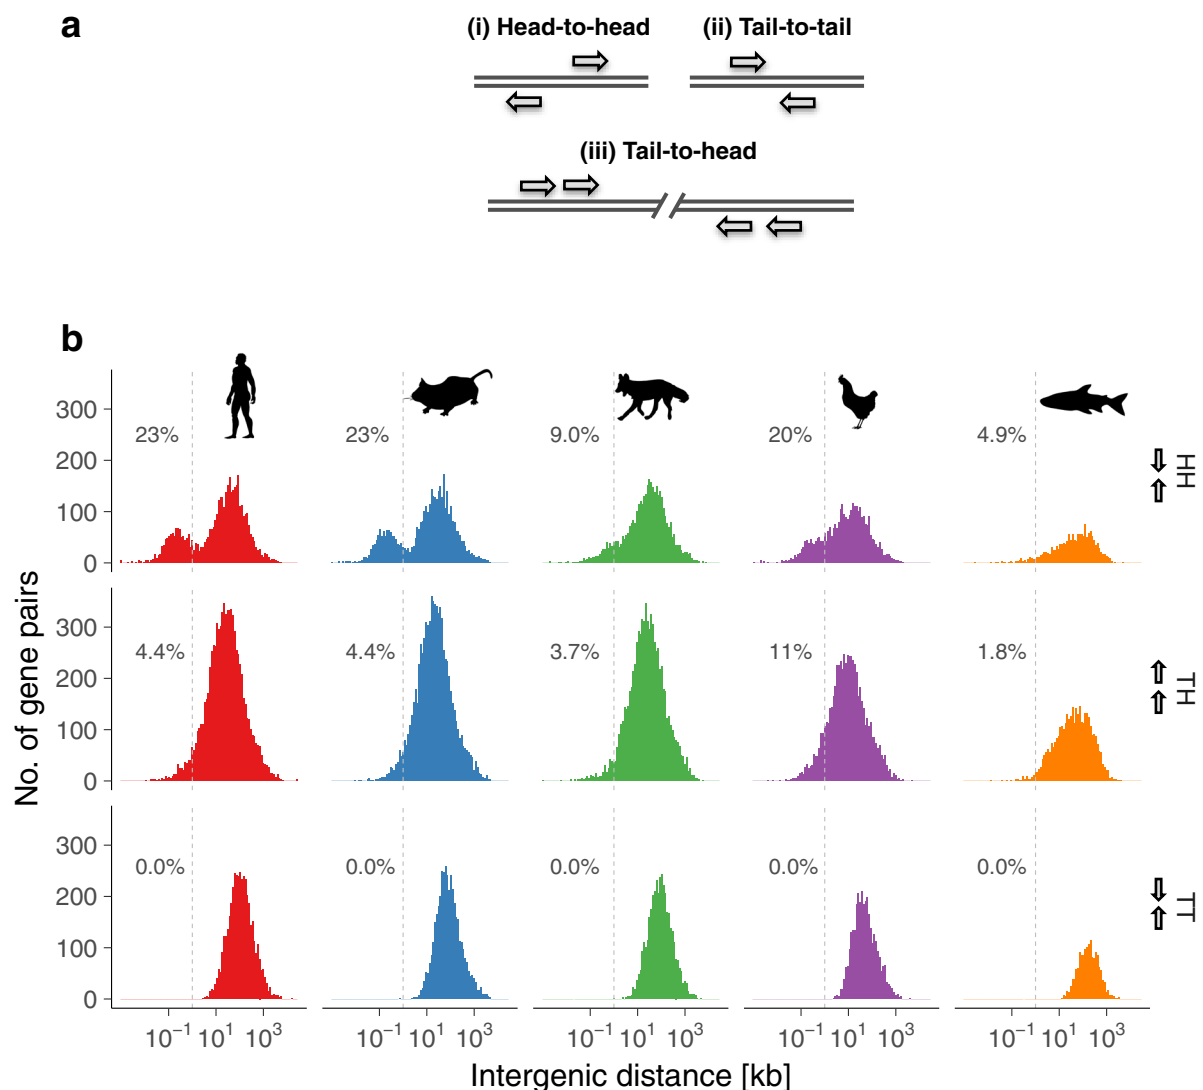 a
(i) Head-to-head
(ii) Tail-to-tail
(iii) Tail-to-head
b
No. of gene pairs
300
200
100
0
23%
23%
9.0%
20%
4.9%
HH
300
200
100
0
4.4%
4.4%
3.7%
11%
1.8%
TH
300
200
100
0
0.0%
0.0%
0.0%
0.0%
0.0%
TT
10⁻¹ 10¹ 10³
10⁻¹ 10¹ 10³
10⁻¹ 10¹ 10³
10⁻¹ 10¹ 10³
10⁻¹ 10¹ 10³
Intergenic distance [kb]